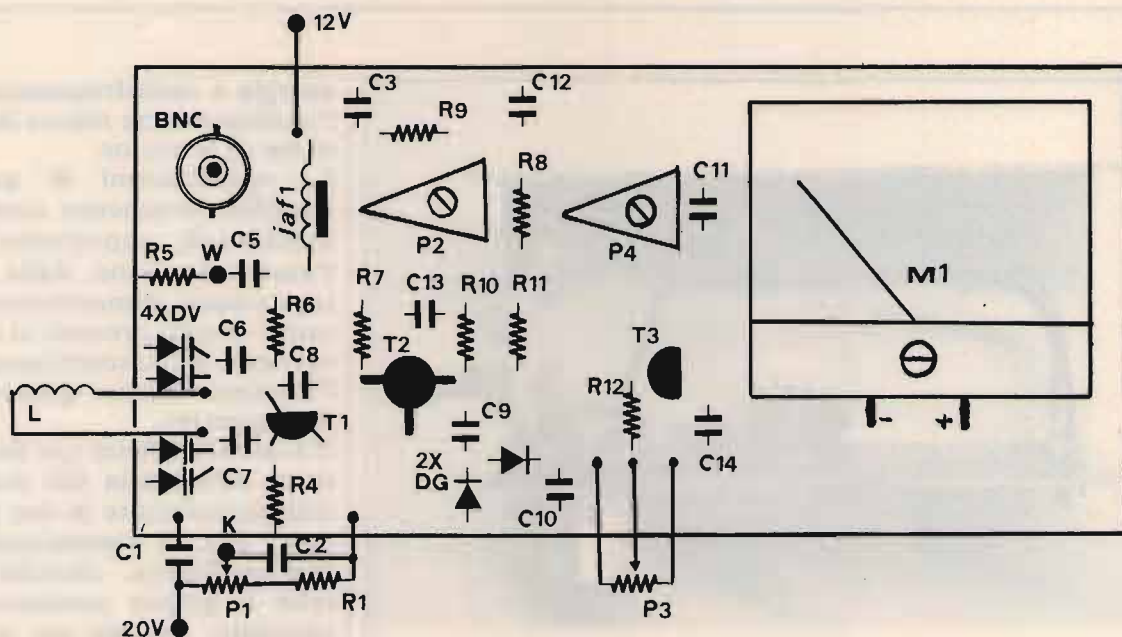 12V
C3
C12
BNC
R9
R8
C11
jaf1
P2
P4
M1
R5
W
C5
R7
C13
R10
R11
4XDV
C6
R6
C8
T2
T3
R12
L
T1
C9
- +
C7
2X
DG
C14
R4
C10
K
C1
C2
P1
R1
P3
20V